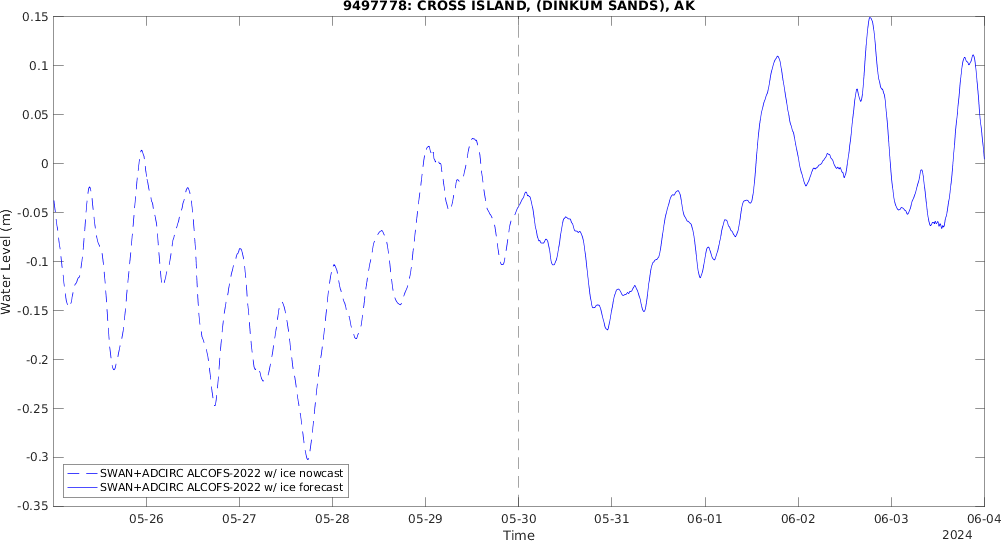 9497778: CROSS ISLAND, (DINKUM SANDS), AK
Water Level (m)
0.15
0.1
0.05
0
-0.05
-0.1
-0.15
-0.2
-0.25
-0.3
-0.35
SWAN+ADCIRC ALCOFS-2022 w/ ice nowcast
SWAN+ADCIRC ALCOFS-2022 w/ ice forecast
05-26 05-27 05-28 05-29 05-30 05-31 06-01 06-02 06-03 06-04
Time
2024